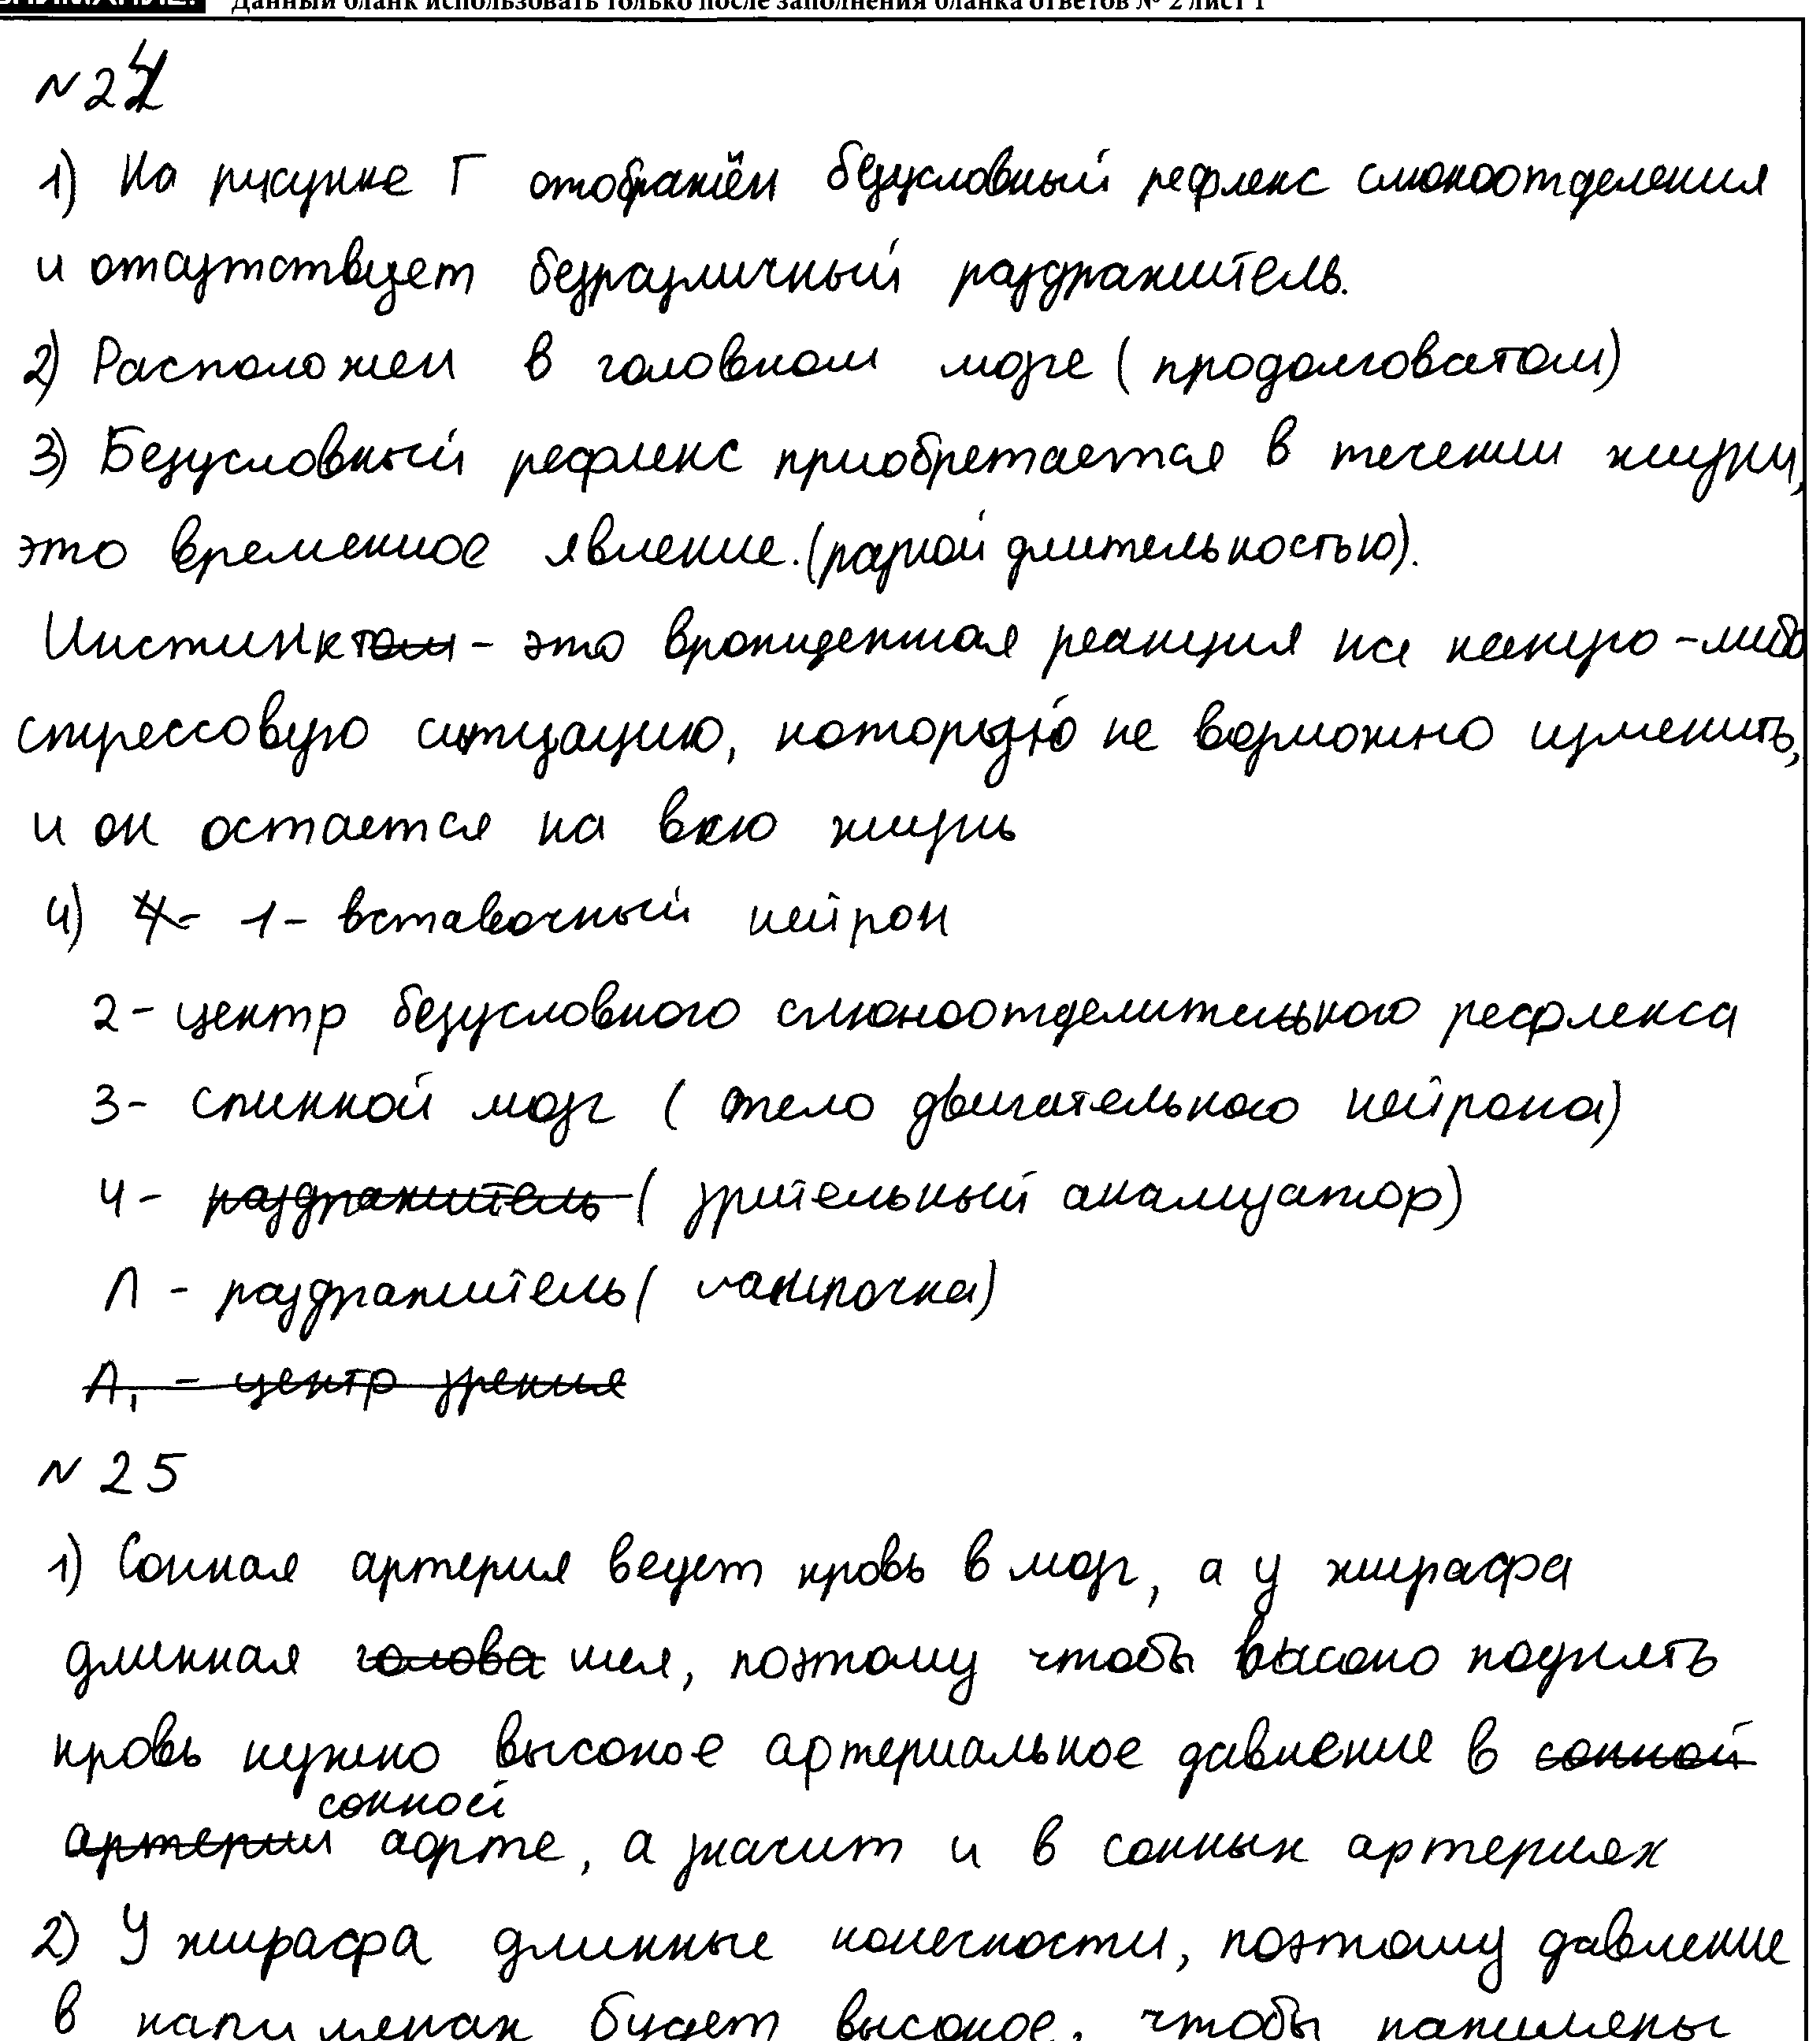 Данный бланк использовать только после заполнения бланка ответов № 2 лист 1
№24
1) На рисунке Г отображён безусловный рефлекс слюноотделения
и отсутствует безразличный раздражитель.
2) Расположен в головном мозге (продолговатом)
3) Безусловный рефлекс приобретается в течении жизни,
это временное явление. (разной длительностью).
Инстинкт - это врожденная реакция на какую-либо
стрессовую ситуацию, которую не возможно изменить,
и он остается на всю жизнь
4) 1 - вставочный нейрон
2 - центр безусловного слюноотделительного рефлекса
3 - спинной мозг (тело двигательного нейрона)
4 - раздражитель (зрительный анализатор)
Л - раздражитель (лампочка)
А, - центр зрения
№25
1) Сонная артерия ведет кровь в мозг, а у жирафа
длинная голова шея, поэтому чтобы высоко поднять
кровь нужно высокое артериальное давление в сонной
сонной
артерии аорте, а значит и в сонных артериях
2) У жирафа длинные конечности, поэтому давление
в капиллярах будет высокое, чтобы капилляры